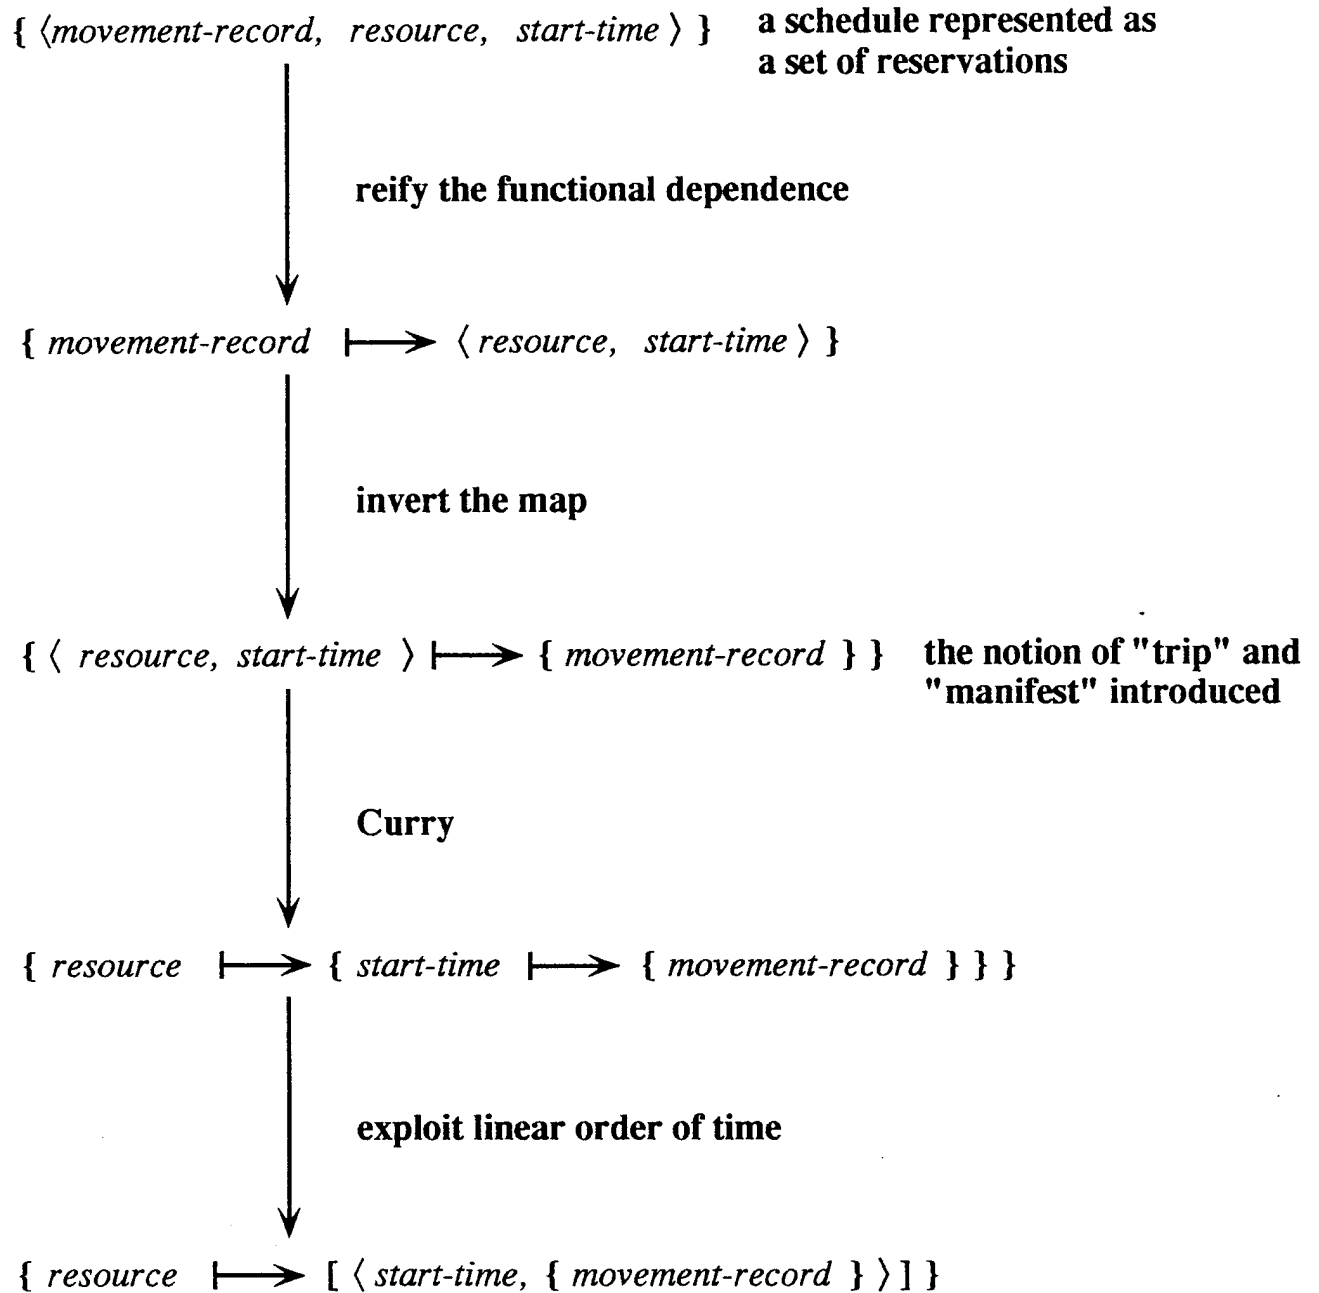 { ⟨movement-record, resource, start-time ⟩ }
a schedule represented as
a set of reservations
reify the functional dependence
{ movement-record ↦ ⟨ resource, start-time ⟩ }
invert the map
{ ⟨ resource, start-time ⟩ ↦ { movement-record } }
the notion of "trip" and
"manifest" introduced
Curry
{ resource ↦ { start-time ↦ { movement-record } } }
exploit linear order of time
{ resource ↦ [ ⟨ start-time, { movement-record } ⟩ ] }